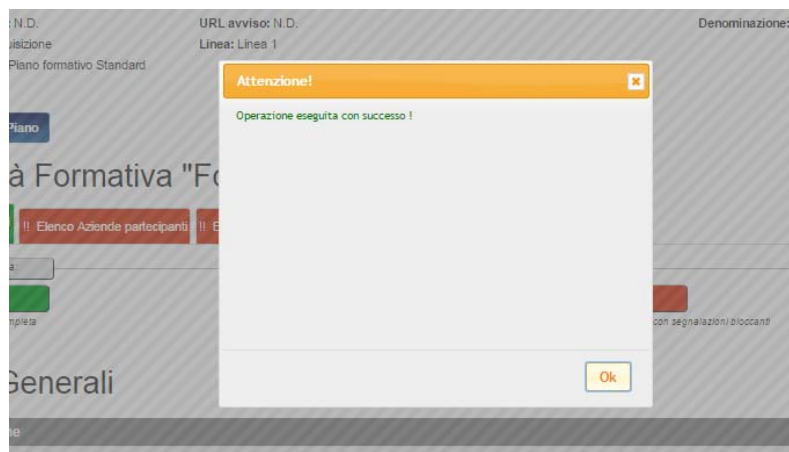 : N.D. URL avviso: N.D. Denominazione:
uisizione Linea: Linea 1
Piano formativo Standard
Attenzione!
Operazione eseguita con successo !
Piano
à Formativa "Fo
!! Elenco Aziende partecipanti !! E
a:
mpleta con segnalazioni bloccanti
Ok
Generali
ne